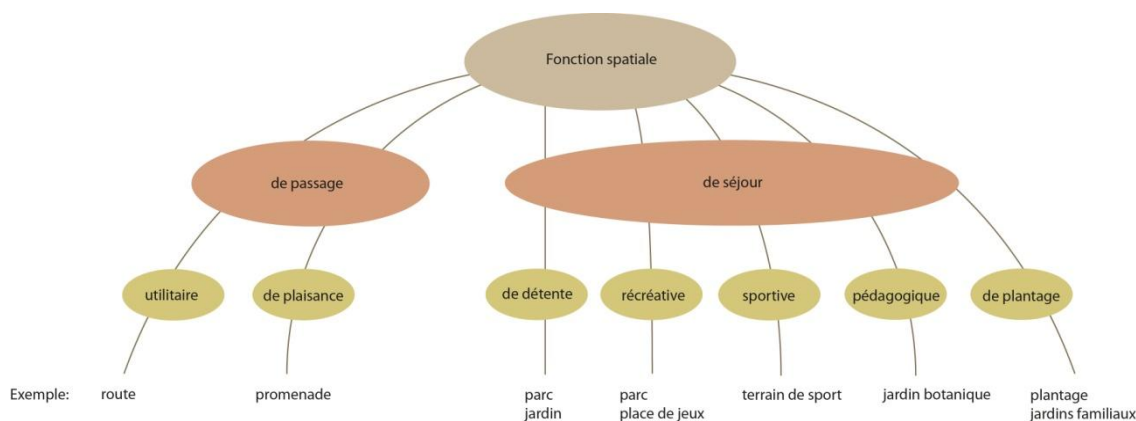 Fonction spatiale
de passage
de séjour
utilitaire
de plaisance
de détente
récréative
sportive
pédagogique
de plantage
Exemple:
route
promenade
parc
jardin
parc
place de jeux
terrain de sport
jardin botanique
plantage
jardins familiaux